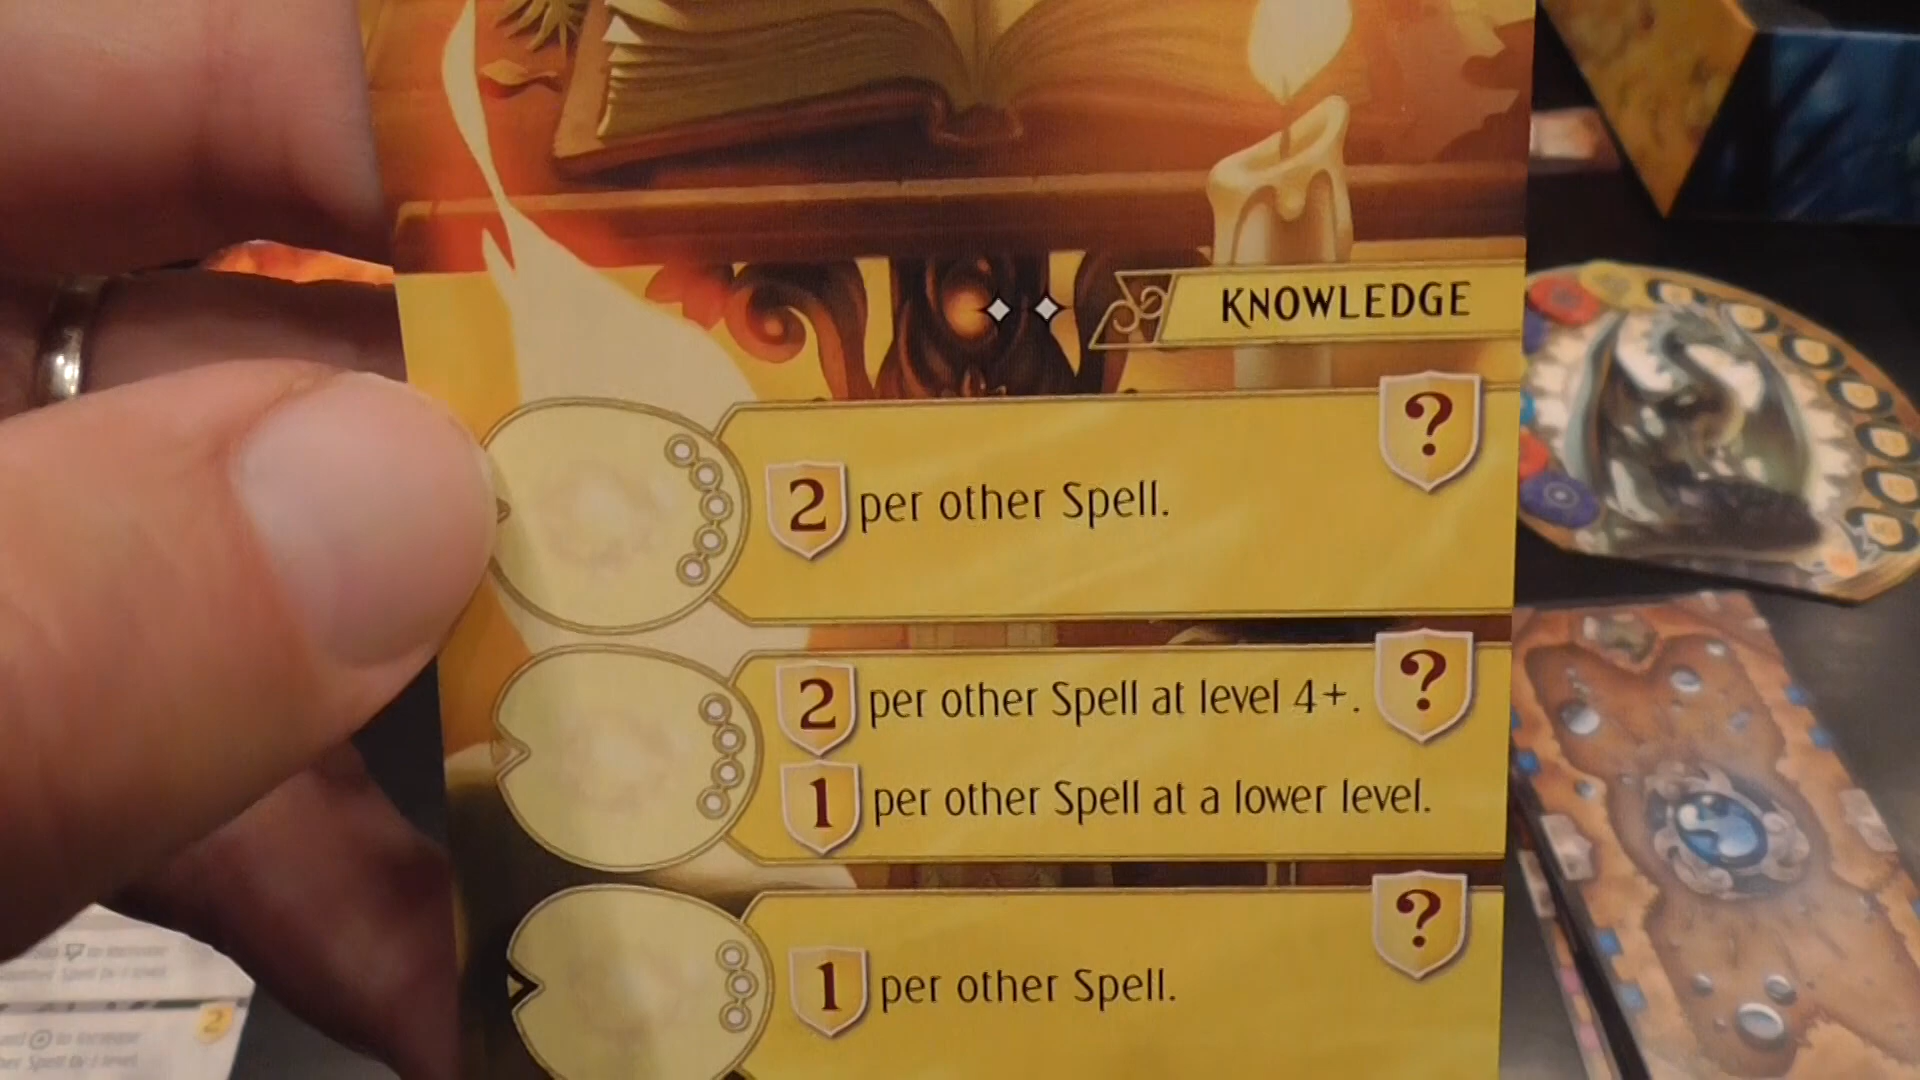 KNOWLEDGE
?
2 per other Spell.
?
2 per other Spell at level 4+.
1 per other Spell at a lower level.
?
1 per other Spell.
2